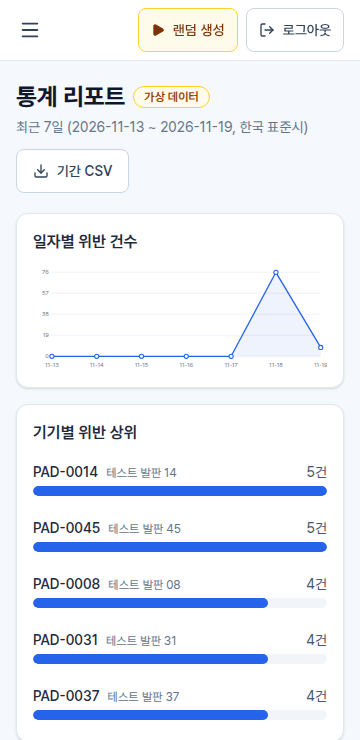 랜덤 생성
로그아웃
통계 리포트
가상 데이터
최근 7일 (2026-11-13 ~ 2026-11-19, 한국 표준시)
기간 CSV
일자별 위반 건수
76
57
38
19
0
11-13 11-14 11-15 11-16 11-17 11-18 11-19
기기별 위반 상위
PAD-0014 테스트 발판 14 5건
PAD-0045 테스트 발판 45 5건
PAD-0008 테스트 발판 08 4건
PAD-0031 테스트 발판 31 4건
PAD-0037 테스트 발판 37 4건